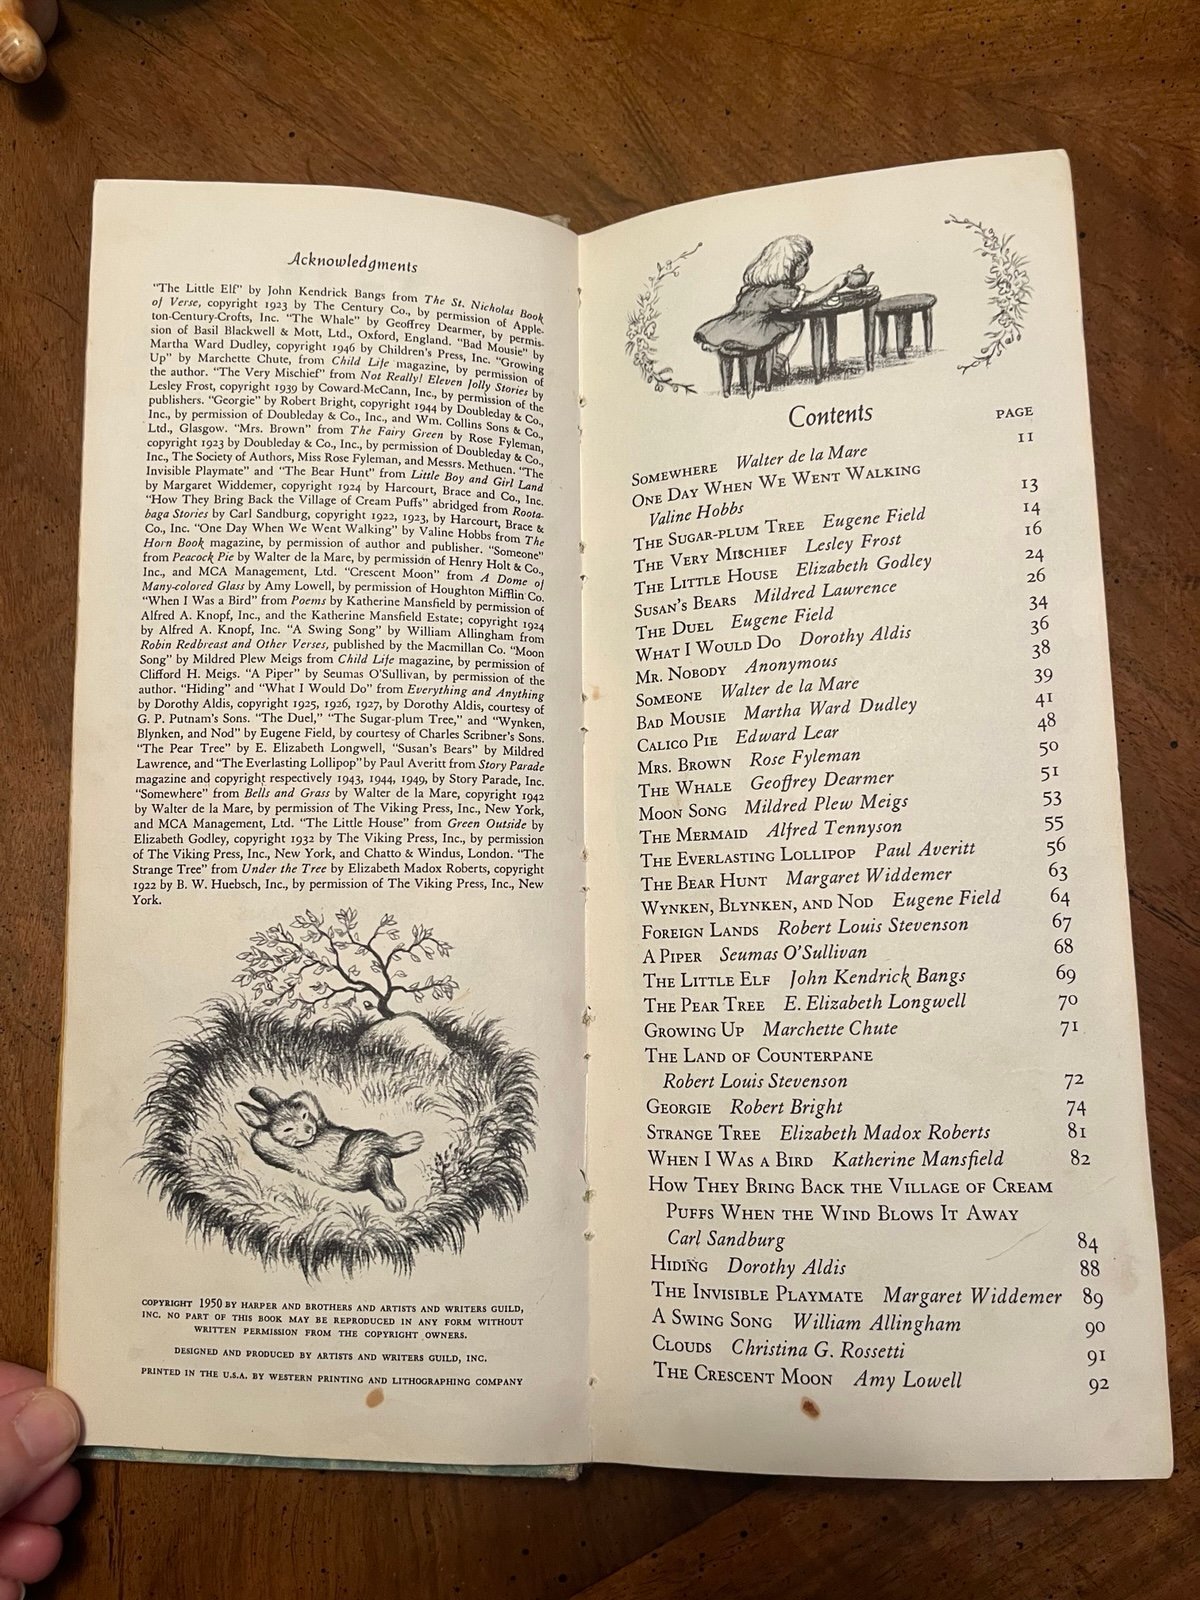 Acknowledgments
"The Little Elf" by John Kendrick Bangs from The St. Nicholas Book
of Verse, copyright 1923 by The Century Co., by permission of Apple-
ton-Century-Crofts, Inc. "The Whale" by Geoffrey Dearmer, by permis-
sion of Basil Blackwell & Mott, Ltd., Oxford, England. "Bad Mousie" by
Martha Ward Dudley, copyright 1946 by Children's Press, Inc. "Growing
Up" by Marchette Chute, from Child Life magazine, by permission of
the author. "The Very Mischief" from Not Really! Eleven Jolly Stories by
Lesley Frost, copyright 1939 by Coward-McCann, Inc., by permission of the
publishers. "Georgie" by Robert Bright, copyright 1944 by Doubleday & Co.,
Inc., by permission of Doubleday & Co., Inc., and Wm. Collins Sons & Co.,
Ltd., Glasgow. "Mrs. Brown" from The Fairy Green by Rose Fyleman,
copyright 1923 by Doubleday & Co., Inc., by permission of Doubleday & Co.,
Inc., The Society of Authors, Miss Rose Fyleman, and Messrs. Methuen. "The
Invisible Playmate" and "The Bear Hunt" from Little Boy and Girl Land
by Margaret Widdemer, copyright 1924 by Harcourt, Brace and Co., Inc.
"How They Bring Back the Village of Cream Puffs" abridged from Roota-
baga Stories by Carl Sandburg, copyright 1922, 1923, by Harcourt, Brace &
Co., Inc. "One Day When We Went Walking" by Valine Hobbs from The
Horn Book magazine, by permission of author and publisher. "Someone"
from Peacock Pie by Walter de la Mare, by permission of Henry Holt & Co.,
Inc., and MCA Management, Ltd. "Crescent Moon" from A Dome of
Many-colored Glass by Amy Lowell, by permission of Houghton Mifflin Co.
"When I Was a Bird" from Poems by Katherine Mansfield by permission of
Alfred A. Knopf, Inc., and the Katherine Mansfield Estate; copyright 1924
by Alfred A. Knopf, Inc. "A Swing Song" by William Allingham from
Robin Redbreast and Other Verses, published by the Macmillan Co. "Moon
Song" by Mildred Plew Meigs from Child Life magazine, by permission of
Clifford H. Meigs. "A Piper" by Seumas O'Sullivan, by permission of the
author. "Hiding" and "What I Would Do" from Everything and Anything
by Dorothy Aldis, copyright 1925, 1926, 1927, by Dorothy Aldis, courtesy of
G. P. Putnam's Sons. "The Duel," "The Sugar-plum Tree," and "Wynken,
Blynken, and Nod" by Eugene Field, by courtesy of Charles Scribner's Sons.
"The Pear Tree" by E. Elizabeth Longwell, "Susan's Bears" by Mildred
Lawrence, and "The Everlasting Lollipop" by Paul Averitt from Story Parade
magazine and copyright respectively 1943, 1944, 1949, by Story Parade, Inc.
"Somewhere" from Bells and Grass by Walter de la Mare, copyright 1942
by Walter de la Mare, by permission of The Viking Press, Inc., New York,
and MCA Management, Ltd. "The Little House" from Green Outside by
Elizabeth Godley, copyright 1932 by The Viking Press, Inc., by permission
of The Viking Press, Inc., New York, and Chatto & Windus, London. "The
Strange Tree" from Under the Tree by Elizabeth Madox Roberts, copyright
1922 by B. W. Huebsch, Inc., by permission of The Viking Press, Inc., New
York.
COPYRIGHT 1950 BY HARPER AND BROTHERS AND ARTISTS AND WRITERS GUILD,
INC. NO PART OF THIS BOOK MAY BE REPRODUCED IN ANY FORM WITHOUT
WRITTEN PERMISSION FROM THE COPYRIGHT OWNERS.
DESIGNED AND PRODUCED BY ARTISTS AND WRITERS GUILD, INC.
PRINTED IN THE U.S.A. BY WESTERN PRINTING AND LITHOGRAPHING COMPANY
Contents PAGE
SOMEWHERE Walter de la Mare 11
ONE DAY WHEN WE WENT WALKING
Valine Hobbs 13
THE SUGAR-PLUM TREE Eugene Field 14
THE VERY MISCHIEF Lesley Frost 16
THE LITTLE HOUSE Elizabeth Godley 24
SUSAN'S BEARS Mildred Lawrence 26
THE DUEL Eugene Field 34
WHAT I WOULD DO Dorothy Aldis 36
MR. NOBODY Anonymous 38
SOMEONE Walter de la Mare 39
BAD MOUSIE Martha Ward Dudley 41
CALICO PIE Edward Lear 48
MRS. BROWN Rose Fyleman 50
THE WHALE Geoffrey Dearmer 51
MOON SONG Mildred Plew Meigs 53
THE MERMAID Alfred Tennyson 55
THE EVERLASTING LOLLIPOP Paul Averitt 56
THE BEAR HUNT Margaret Widdemer 63
WYNKEN, BLYNKEN, AND NOD Eugene Field 64
FOREIGN LANDS Robert Louis Stevenson 67
A PIPER Seumas O'Sullivan 68
THE LITTLE ELF John Kendrick Bangs 69
THE PEAR TREE E. Elizabeth Longwell 70
GROWING UP Marchette Chute 71
THE LAND OF COUNTERPANE
Robert Louis Stevenson 72
GEORGIE Robert Bright 74
STRANGE TREE Elizabeth Madox Roberts 81
WHEN I WAS A BIRD Katherine Mansfield 82
HOW THEY BRING BACK THE VILLAGE OF CREAM
PUFFS WHEN THE WIND BLOWS IT AWAY
Carl Sandburg 84
HIDING Dorothy Aldis 88
THE INVISIBLE PLAYMATE Margaret Widdemer 89
A SWING SONG William Allingham 90
CLOUDS Christina G. Rossetti 91
THE CRESCENT MOON Amy Lowell 92